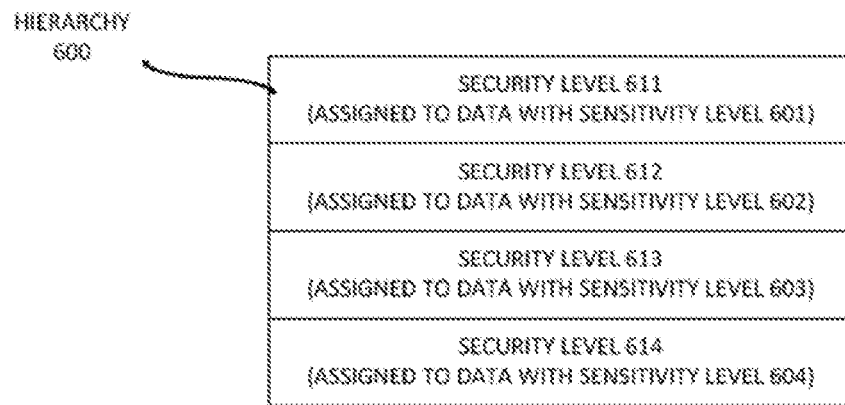 HIERARCHY
600
SECURITY LEVEL 611
(ASSIGNED TO DATA WITH SENSITIVITY LEVEL 601)
SECURITY LEVEL 612
(ASSIGNED TO DATA WITH SENSITIVITY LEVEL 602)
SECURITY LEVEL 613
(ASSIGNED TO DATA WITH SENSITIVITY LEVEL 603)
SECURITY LEVEL 614
(ASSIGNED TO DATA WITH SENSITIVITY LEVEL 604)